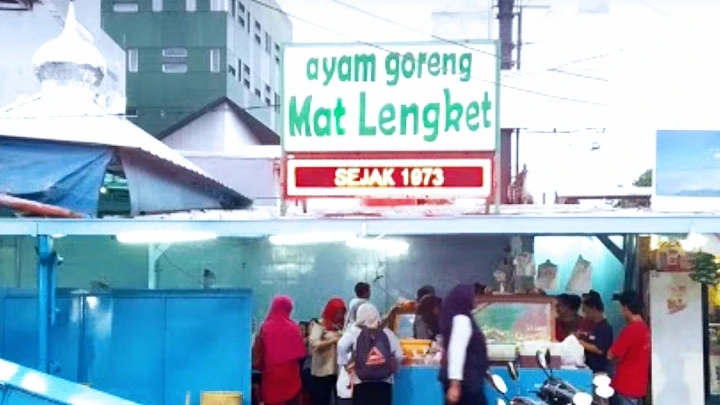 ayam goreng
Mat Lengket
SEJAK 1973